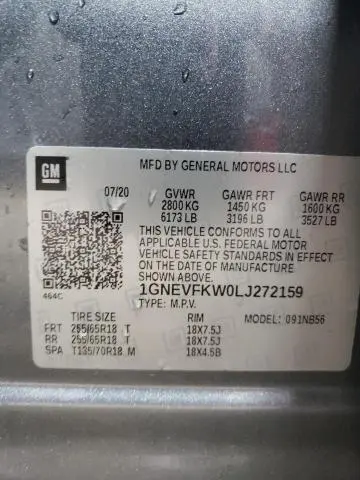 MFD BY GENERAL MOTORS LLC
GM
07/20 GVWR GAWR FRT GAWR RR
2800 KG 1450 KG 1600 KG
6173 LB 3196 LB 3527 LB
THIS VEHICLE CONFORMS TO ALL
APPLICABLE U.S. FEDERAL MOTOR
VEHICLE SAFETY STANDARDS IN EFFECT
ON THE DATE OF MANUFACTURE
SHOWN ABOVE.
464C 1GNEVFKW0LJ272159
TYPE: M.P.V.
TIRE SIZE RIM MODEL: 091NB56
FRT 255/65R18 T 18X7.5J
RR 255/65R18 T 18X7.5J
SPA T135/70R18 M 18X4.5B